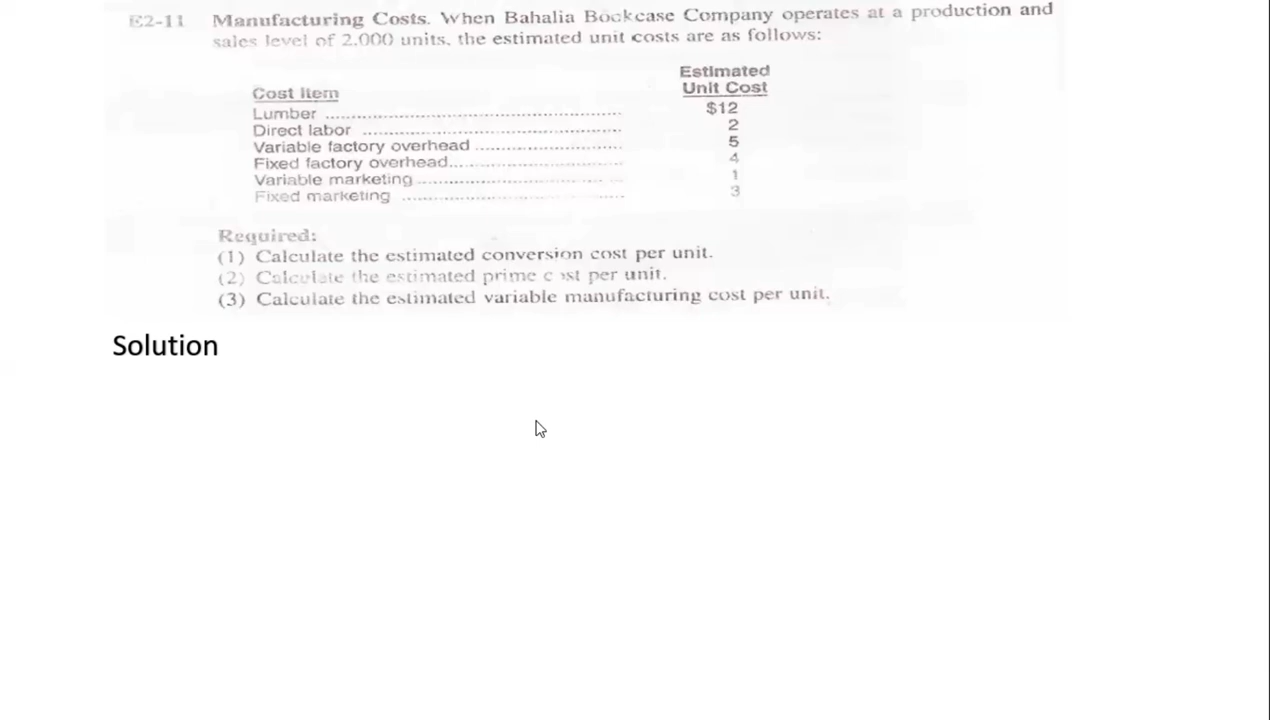 E2-11 Manufacturing Costs. When Bahalia Bookcase Company operates at a production and
sales level of 2,000 units, the estimated unit costs are as follows:
Estimated
Cost Item Unit Cost
Lumber ........ $12
Direct labor ........ 2
Variable factory overhead ........ 5
Fixed factory overhead ........ 4
Variable marketing ........ 1
Fixed marketing ........ 3
Required:
(1) Calculate the estimated conversion cost per unit.
(2) Calculate the estimated prime cost per unit.
(3) Calculate the estimated variable manufacturing cost per unit.
Solution